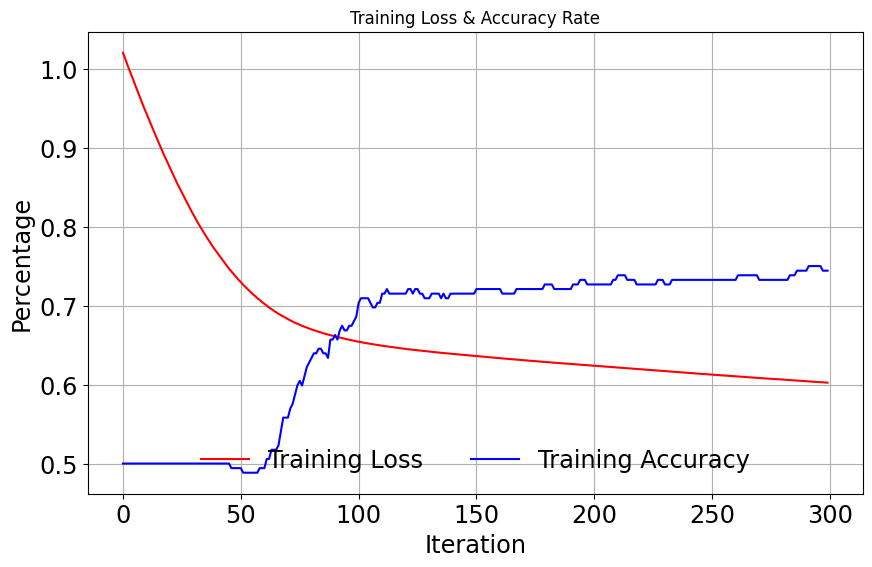 Training Loss & Accuracy Rate
1.0
0.9
0.8
0.7
0.6
0.5
Percentage
Training Loss Training Accuracy
0 50 100 150 200 250 300
Iteration